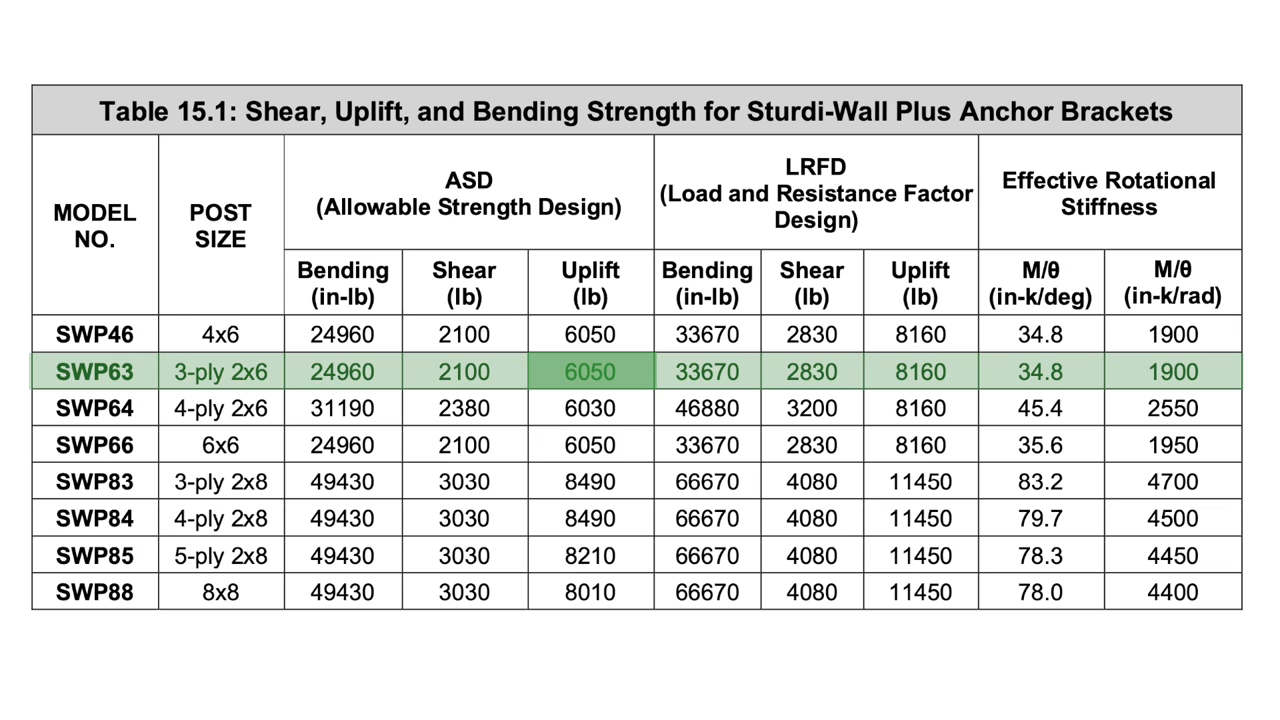 Table 15.1: Shear, Uplift, and Bending Strength for Sturdi-Wall Plus Anchor Brackets
MODEL NO. POST SIZE ASD (Allowable Strength Design) LRFD (Load and Resistance Factor Design) Effective Rotational Stiffness
Bending (in-lb) Shear (lb) Uplift (lb) Bending (in-lb) Shear (lb) Uplift (lb) M/θ (in-k/deg) M/θ (in-k/rad)
SWP46 4x6 24960 2100 6050 33670 2830 8160 34.8 1900
SWP63 3-ply 2x6 24960 2100 6050 33670 2830 8160 34.8 1900
SWP64 4-ply 2x6 31190 2380 6030 46880 3200 8160 45.4 2550
SWP66 6x6 24960 2100 6050 33670 2830 8160 35.6 1950
SWP83 3-ply 2x8 49430 3030 8490 66670 4080 11450 83.2 4700
SWP84 4-ply 2x8 49430 3030 8490 66670 4080 11450 79.7 4500
SWP85 5-ply 2x8 49430 3030 8210 66670 4080 11450 78.3 4450
SWP88 8x8 49430 3030 8010 66670 4080 11450 78.0 4400